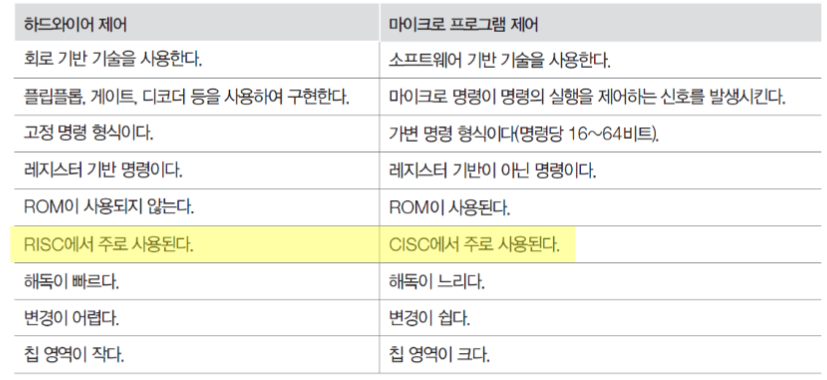 하드와이어 제어 마이크로 프로그램 제어
회로 기반 기술을 사용한다. 소프트웨어 기반 기술을 사용한다.
플립플롭, 게이트, 디코더 등을 사용하여 구현한다. 마이크로 명령이 명령의 실행을 제어하는 신호를 발생시킨다.
고정 명령 형식이다. 가변 명령 형식이다(명령당 16~64비트).
레지스터 기반 명령이다. 레지스터 기반이 아닌 명령이다.
ROM이 사용되지 않는다. ROM이 사용된다.
RISC에서 주로 사용된다. CISC에서 주로 사용된다.
해독이 빠르다. 해독이 느리다.
변경이 어렵다. 변경이 쉽다.
칩 영역이 작다. 칩 영역이 크다.